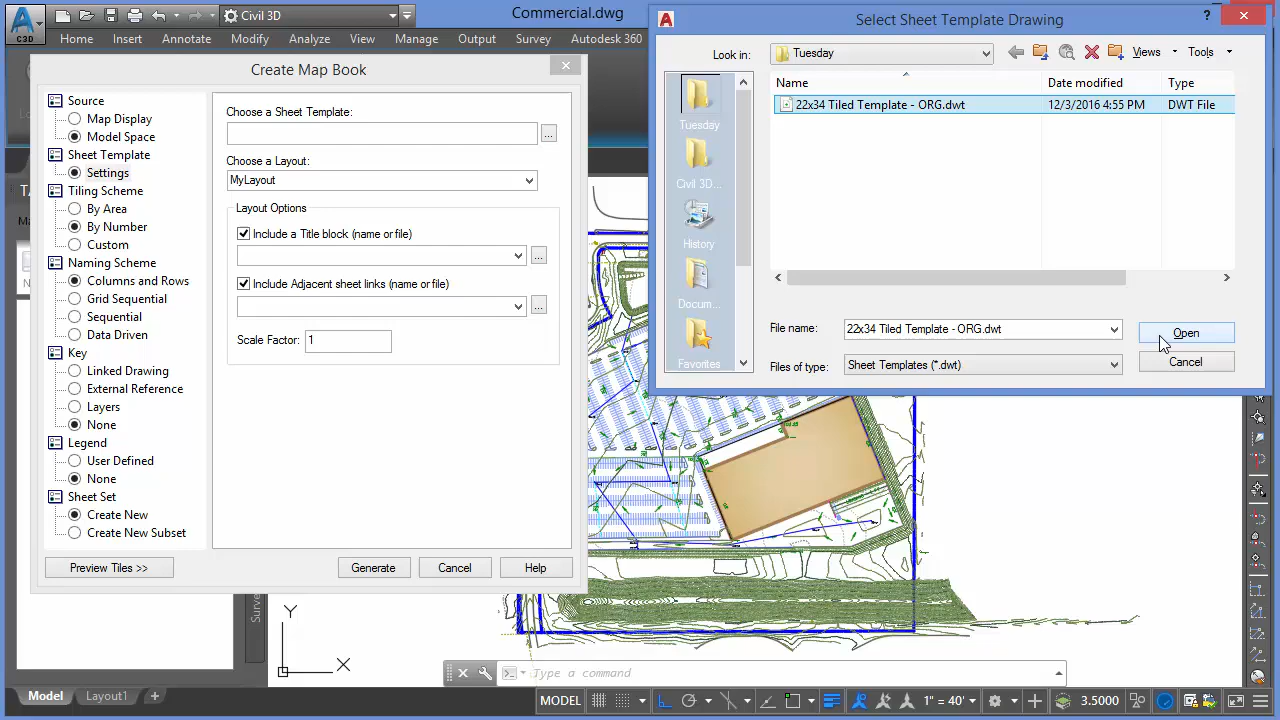 Civil 3D
Commercial.dwg
C3D
Home Insert Annotate Modify Analyze View Manage Output Survey Autodesk 360
Create Map Book
Source
Map Display
Model Space
Sheet Template
Settings
Tiling Scheme
By Area
By Number
Custom
Naming Scheme
Columns and Rows
Grid Sequential
Sequential
Data Driven
Key
Linked Drawing
External Reference
Layers
None
Legend
User Defined
None
Sheet Set
Create New
Create New Subset
Choose a Sheet Template:
...
Choose a Layout:
MyLayout
Layout Options
Include a Title block (name or file)
...
Include Adjacent sheet links (name or file)
...
Scale Factor: 1
Preview Tiles >> Generate Cancel Help
Select Sheet Template Drawing
?
Look in: Tuesday Views Tools
Name Date modified Type
22x34 Tiled Template - ORG.dwt 12/3/2016 4:55 PM DWT File
Tuesday
Civil 3D...
History
Docum...
Favorites
File name: 22x34 Tiled Template - ORG.dwt Open
Files of type: Sheet Templates (*.dwt) Cancel
Surve
Y
X
Type a command
Model Layout1 +
MODEL 1" = 40' 3.5000